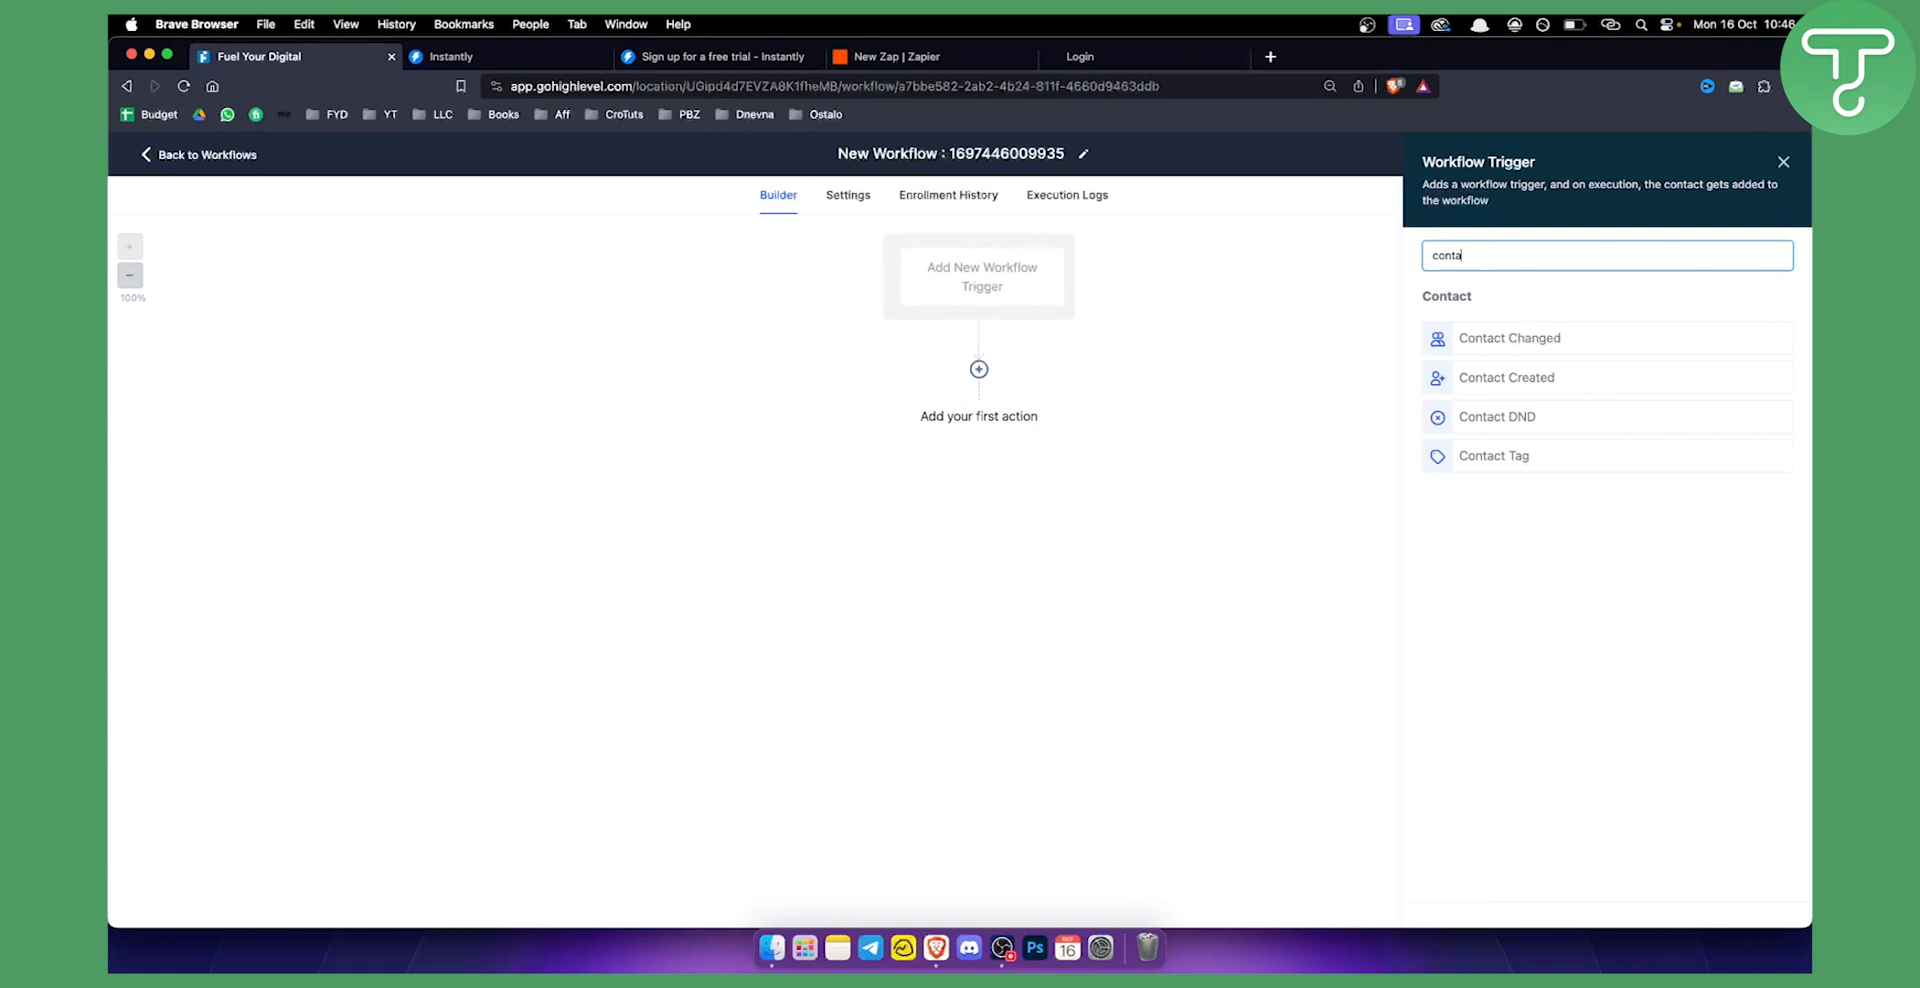 Brave Browser File Edit View History Bookmarks People Tab Window Help Mon 16 Oct 10:46
Fuel Your Digital Instantly Sign up for a free trial - Instantly New Zap | Zapier Login
app.gohighlevel.com/location/UGipd4d7EVZA8K1fheMB/workflow/a7bbe582-2ab2-4b24-811f-4660d9463ddb
Budget FYD YT LLC Books Aff CroTuts PBZ Dnevna Ostalo
Back to Workflows
New Workflow : 1697446009935
Builder Settings Enrollment History Execution Logs
100%
Add New Workflow
Trigger
Add your first action
Workflow Trigger
Adds a workflow trigger, and on execution, the contact gets added to
the workflow
conta
Contact
Contact Changed
Contact Created
Contact DND
Contact Tag
Ps
OCT
16